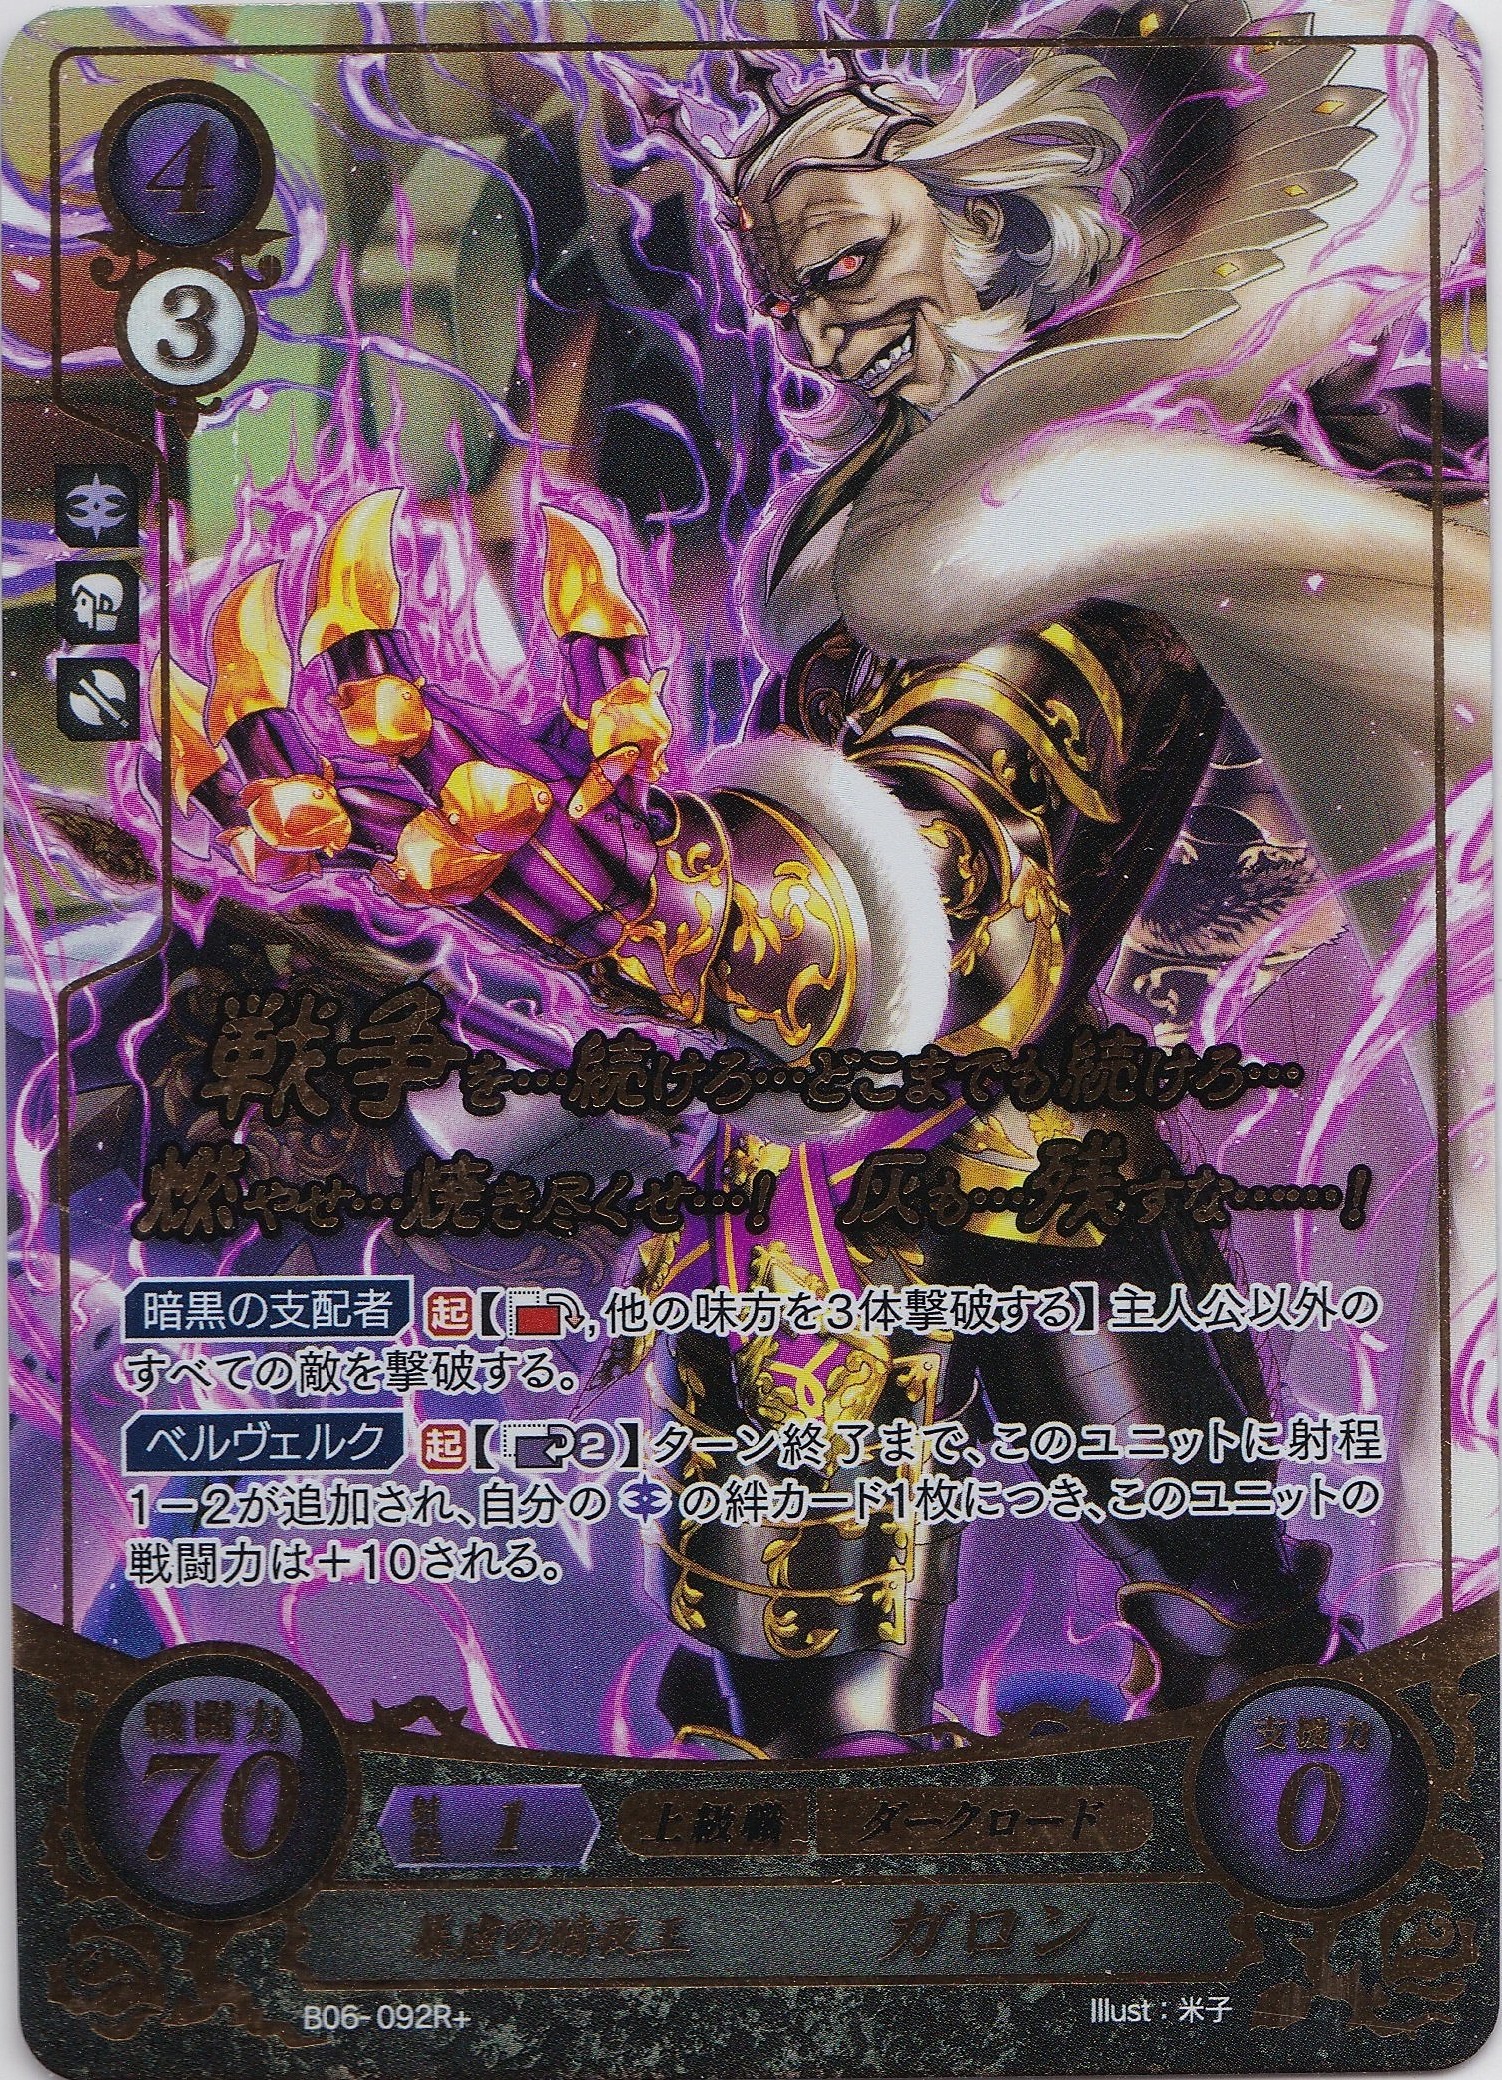 4
3
戦争を…続けろ…どこまでも続けろ…
燃やせ…焼き尽くせ…！ 灰も…残すな……！
暗黒の支配者 起【 ,他の味方を3体撃破する】主人公以外の
すべての敵を撃破する。
ベルヴェルク 起【 2】ターン終了まで、このユニットに射程
1－2が追加され、自分の の絆カード1枚につき、このユニットの
戦闘力は＋10される。
戦闘力
70
射程 1
上級職 ダークロード
支援力
0
暴虐の暗夜王 ガロン
B06-092R+ Illust：米子